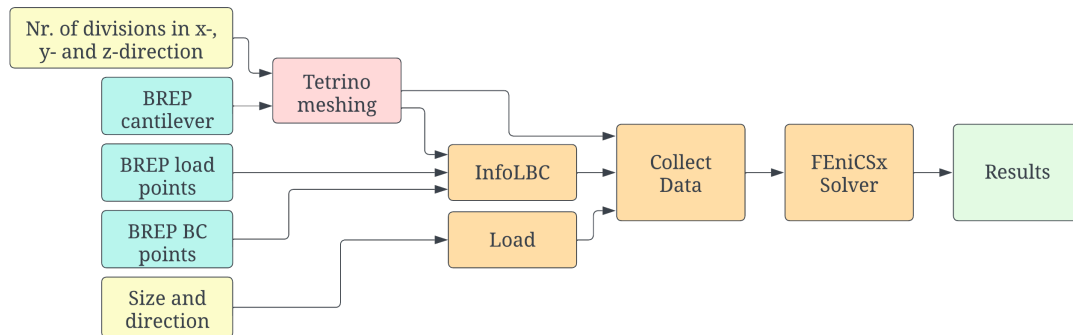 Nr. of divisions in x-,
y- and z-direction
Tetrino
meshing
BREP
cantilever
BREP load
points
InfoLBC
Collect
Data
FEniCSx
Solver
Results
BREP BC
points
Load
Size and
direction